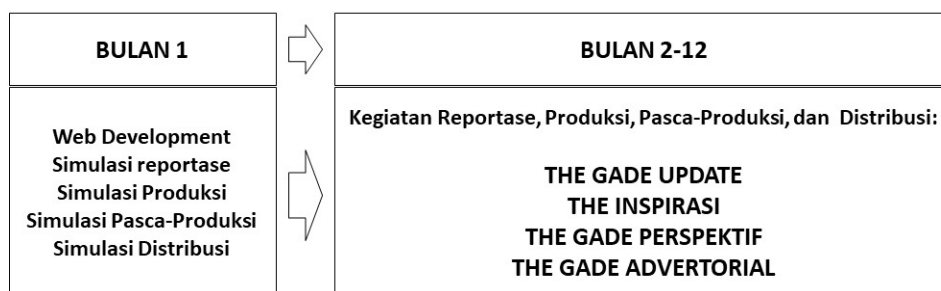 BULAN 1
BULAN 2-12
Web Development
Simulasi reportase
Simulasi Produksi
Simulasi Pasca-Produksi
Simulasi Distribusi
Kegiatan Reportase, Produksi, Pasca-Produksi, dan Distribusi:
THE GADE UPDATE
THE INSPIRASI
THE GADE PERSPEKTIF
THE GADE ADVERTORIAL